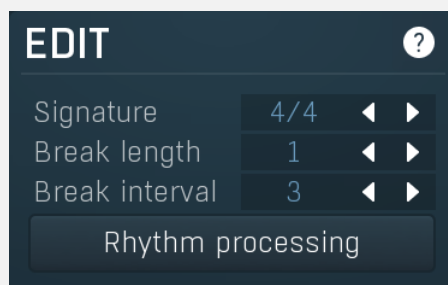 EDIT ?
Signature 4/4
Break length 1
Break interval 3
Rhythm processing